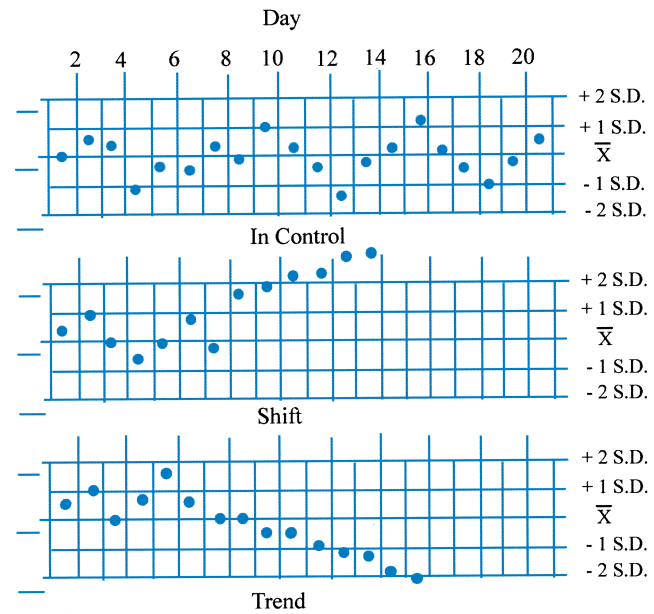 Day
2 4 6 8 10 12 14 16 18 20
+ 2 S.D.
+ 1 S.D.
X̅
- 1 S.D.
- 2 S.D.
In Control
+ 2 S.D.
+ 1 S.D.
X̅
- 1 S.D.
- 2 S.D.
Shift
+ 2 S.D.
+ 1 S.D.
X̅
- 1 S.D.
- 2 S.D.
Trend